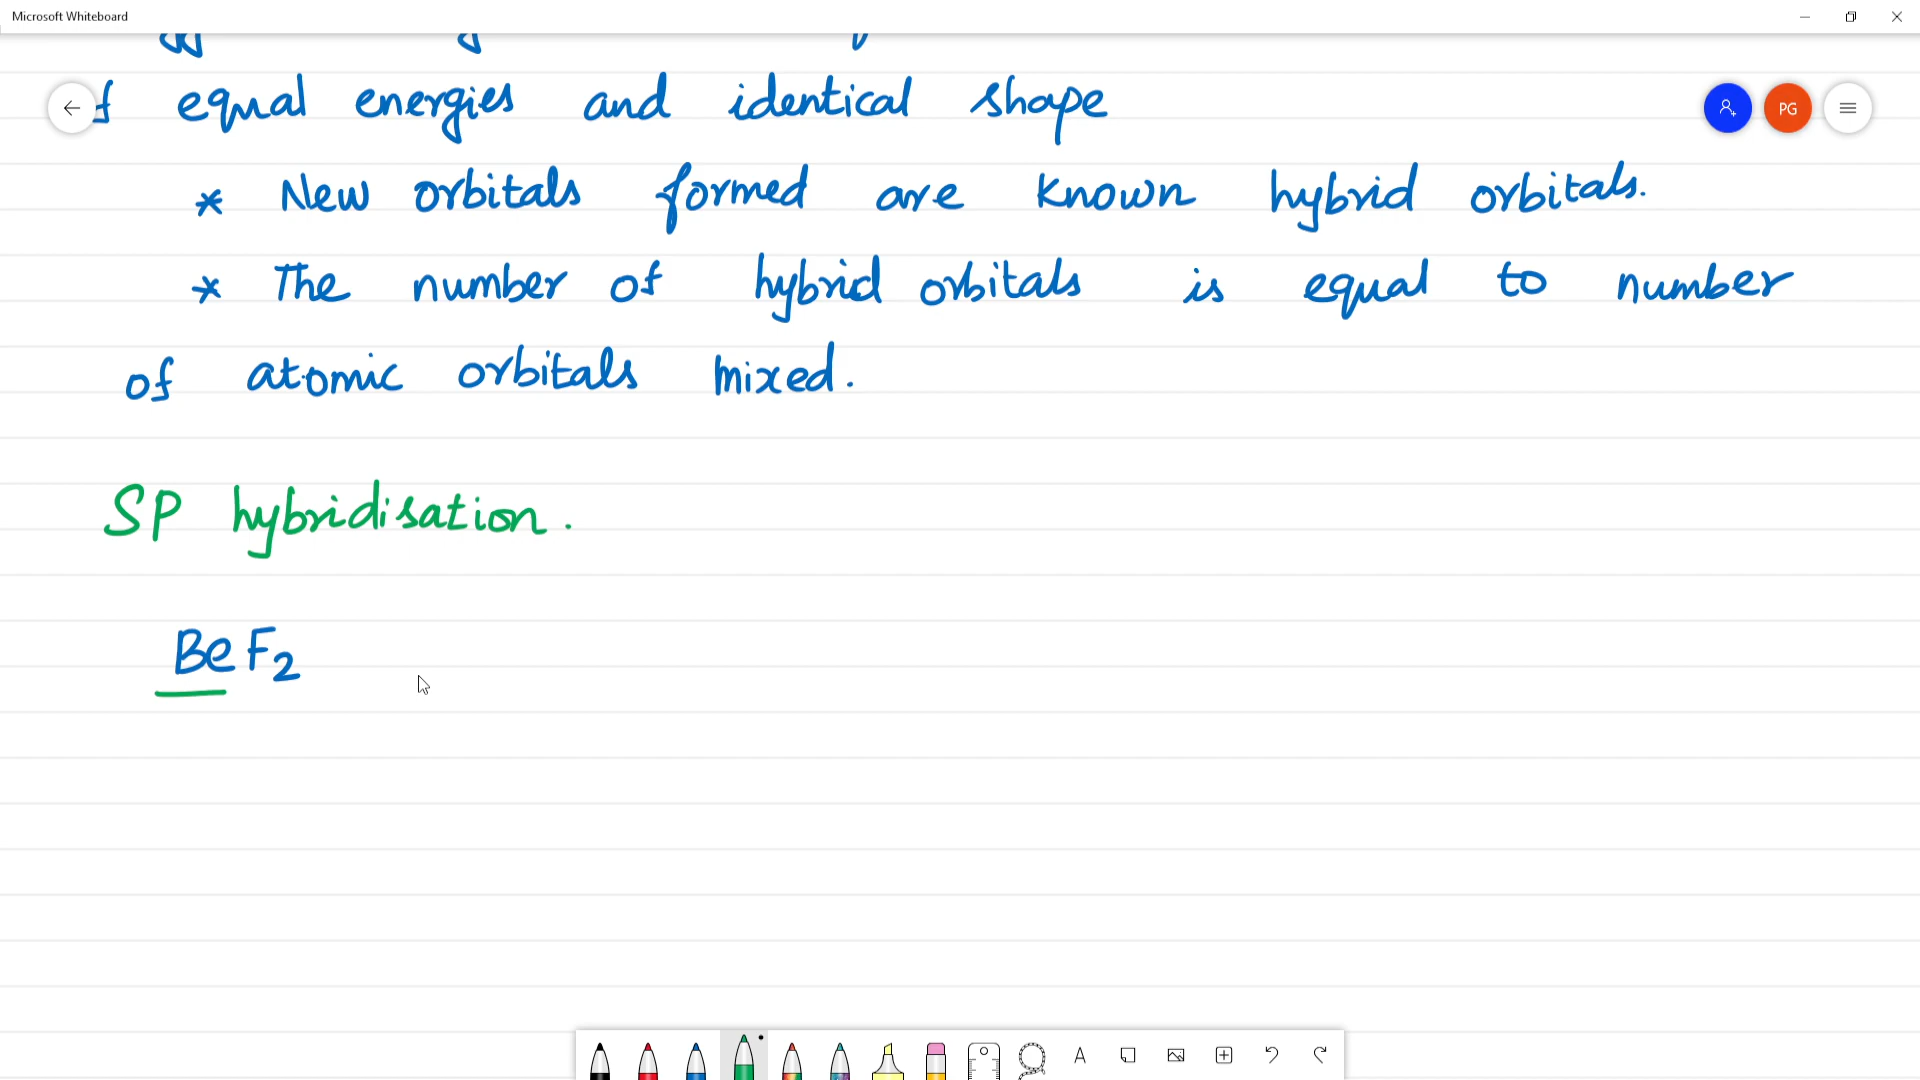 Microsoft Whiteboard
equal energies and identical shape
PG
* New orbitals formed are known hybrid orbitals.
* The number of hybrid orbitals is equal to number
of atomic orbitals mixed.
SP hybridisation.
BeF2
A